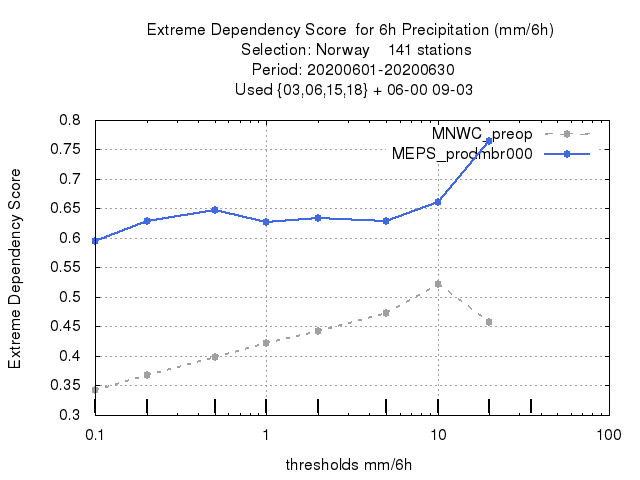 Extreme Dependency Score  for 6h Precipitation (mm/6h)
Selection: Norway    141 stations
Period: 20200601-20200630
Used {03,06,15,18} + 06-00 09-03
MNWC_preop
MEPS_prodmbr000
Extreme Dependency Score
0.8
0.75
0.7
0.65
0.6
0.55
0.5
0.45
0.4
0.35
0.3
0.1 1 10 100
thresholds mm/6h